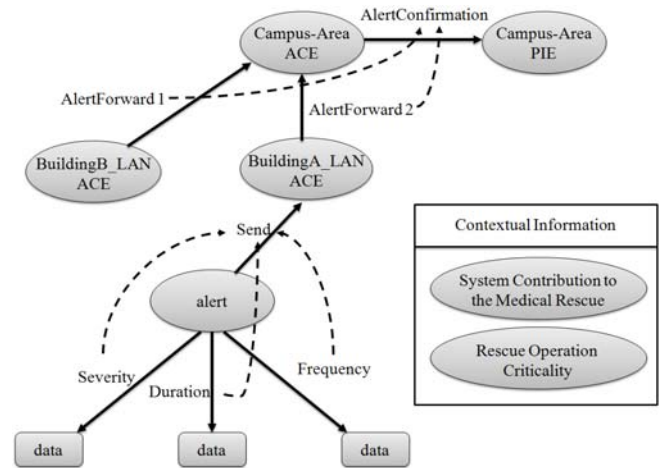 AlertConfirmation
Campus-Area
ACE
Campus-Area
PIE
AlertForward 1
AlertForward 2
BuildingB_LAN
ACE
BuildingA_LAN
ACE
Send
Contextual Information
System Contribution to
the Medical Rescue
Rescue Operation
Criticality
alert
Severity
Duration
Frequency
data
data
data